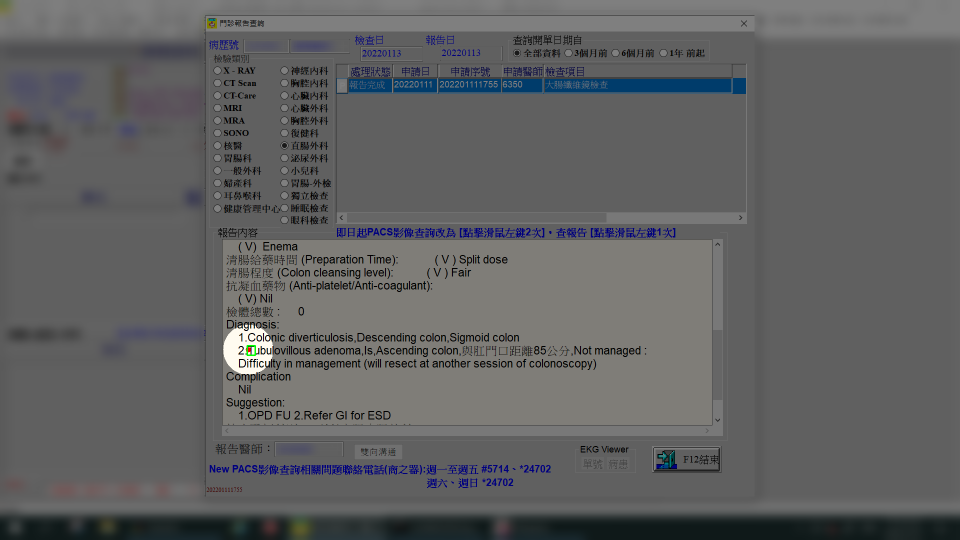 門診報告查詢
病歷號
檢查日
20220113
報告日
20220113
查詢開單日期自
全部資料 3個月前 6個月前 1年 前起
檢驗類別
X - RAY 神經內科
CT Scan 胸腔內科
CT-Care 心臟內科
MRI 心臟外科
MRA 胸腔外科
SONO 復健科
核醫 直腸外科
胃腸科 泌尿外科
一般外科 小兒科
婦產科 胃腸-外檢
耳鼻喉科 獨立檢查
健康管理中心 睡眠檢查
眼科檢查
處理狀態 申請日 申請序號 申請醫師 檢查項目
報告完成 20220111 202201111755 6350 大腸纖維鏡檢查
報告內容
即日起PACS影像查詢改為 [點擊滑鼠左鍵2次]，查報告 [點擊滑鼠左鍵1次]
( V) Enema
清腸給藥時間 (Preparation Time): ( V ) Split dose
清腸程度 (Colon cleansing level): ( V ) Fair
抗凝血藥物 (Anti-platelet/Anti-coagulant):
( V) Nil
檢體總數： 0
Diagnosis:
1.Colonic diverticulosis,Descending colon,Sigmoid colon
2.Tubulovillous adenoma,Is,Ascending colon,與肛門口距離85公分,Not managed :
Difficulty in management (will resect at another session of colonoscopy)
Complication
Nil
Suggestion:
1.OPD FU 2.Refer GI for ESD
報告醫師：
雙向溝通
EKG Viewer
單號 病患
F12結束
New PACS影像查詢相關問題聯絡電話(商之器):週一至週五 #5714、*24702
週六、週日 *24702
202201111755